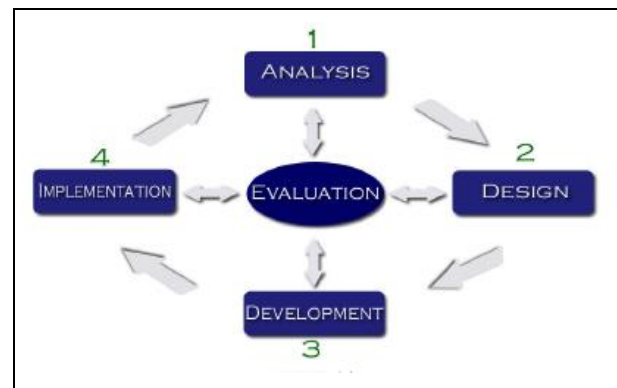 1
ANALYSIS
2
DESIGN
4
IMPLEMENTATION
EVALUATION
DEVELOPMENT
3